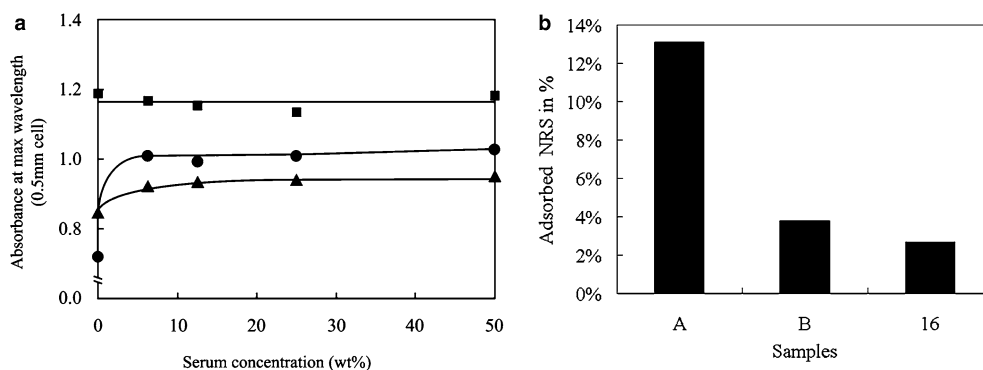 a
Absorbance at max wavelength
(0.5mm cell)
1.4
1.2
1.0
0.8
0.0
0 10 20 30 40 50
Serum concentration (wt%)
b
Adsorbed NRS in %
14%
12%
10%
8%
6%
4%
2%
0%
A B 16
Samples